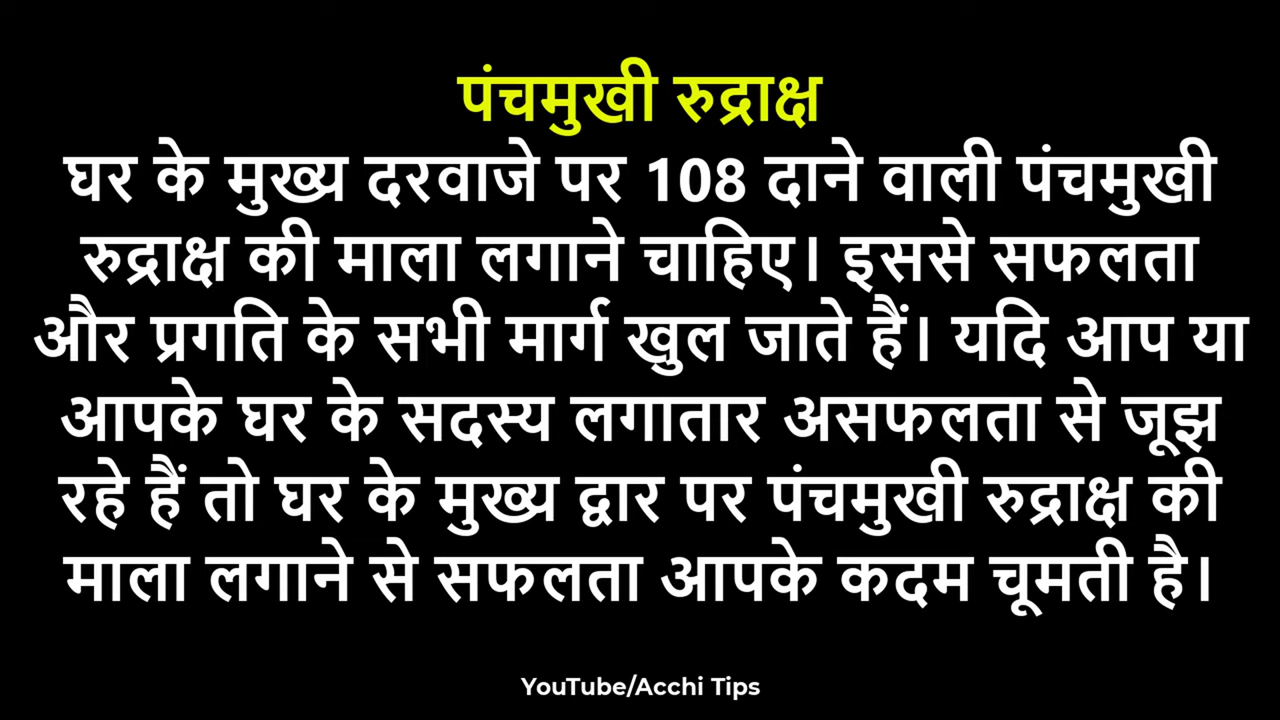 पंचमुखी रुद्राक्ष
घर के मुख्य दरवाजे पर 108 दाने वाली पंचमुखी
रुद्राक्ष की माला लगाने चाहिए। इससे सफलता
और प्रगति के सभी मार्ग खुल जाते हैं। यदि आप या
आपके घर के सदस्य लगातार असफलता से जूझ
रहे हैं तो घर के मुख्य द्वार पर पंचमुखी रुद्राक्ष की
माला लगाने से सफलता आपके कदम चूमती है।
YouTube/Acchi Tips